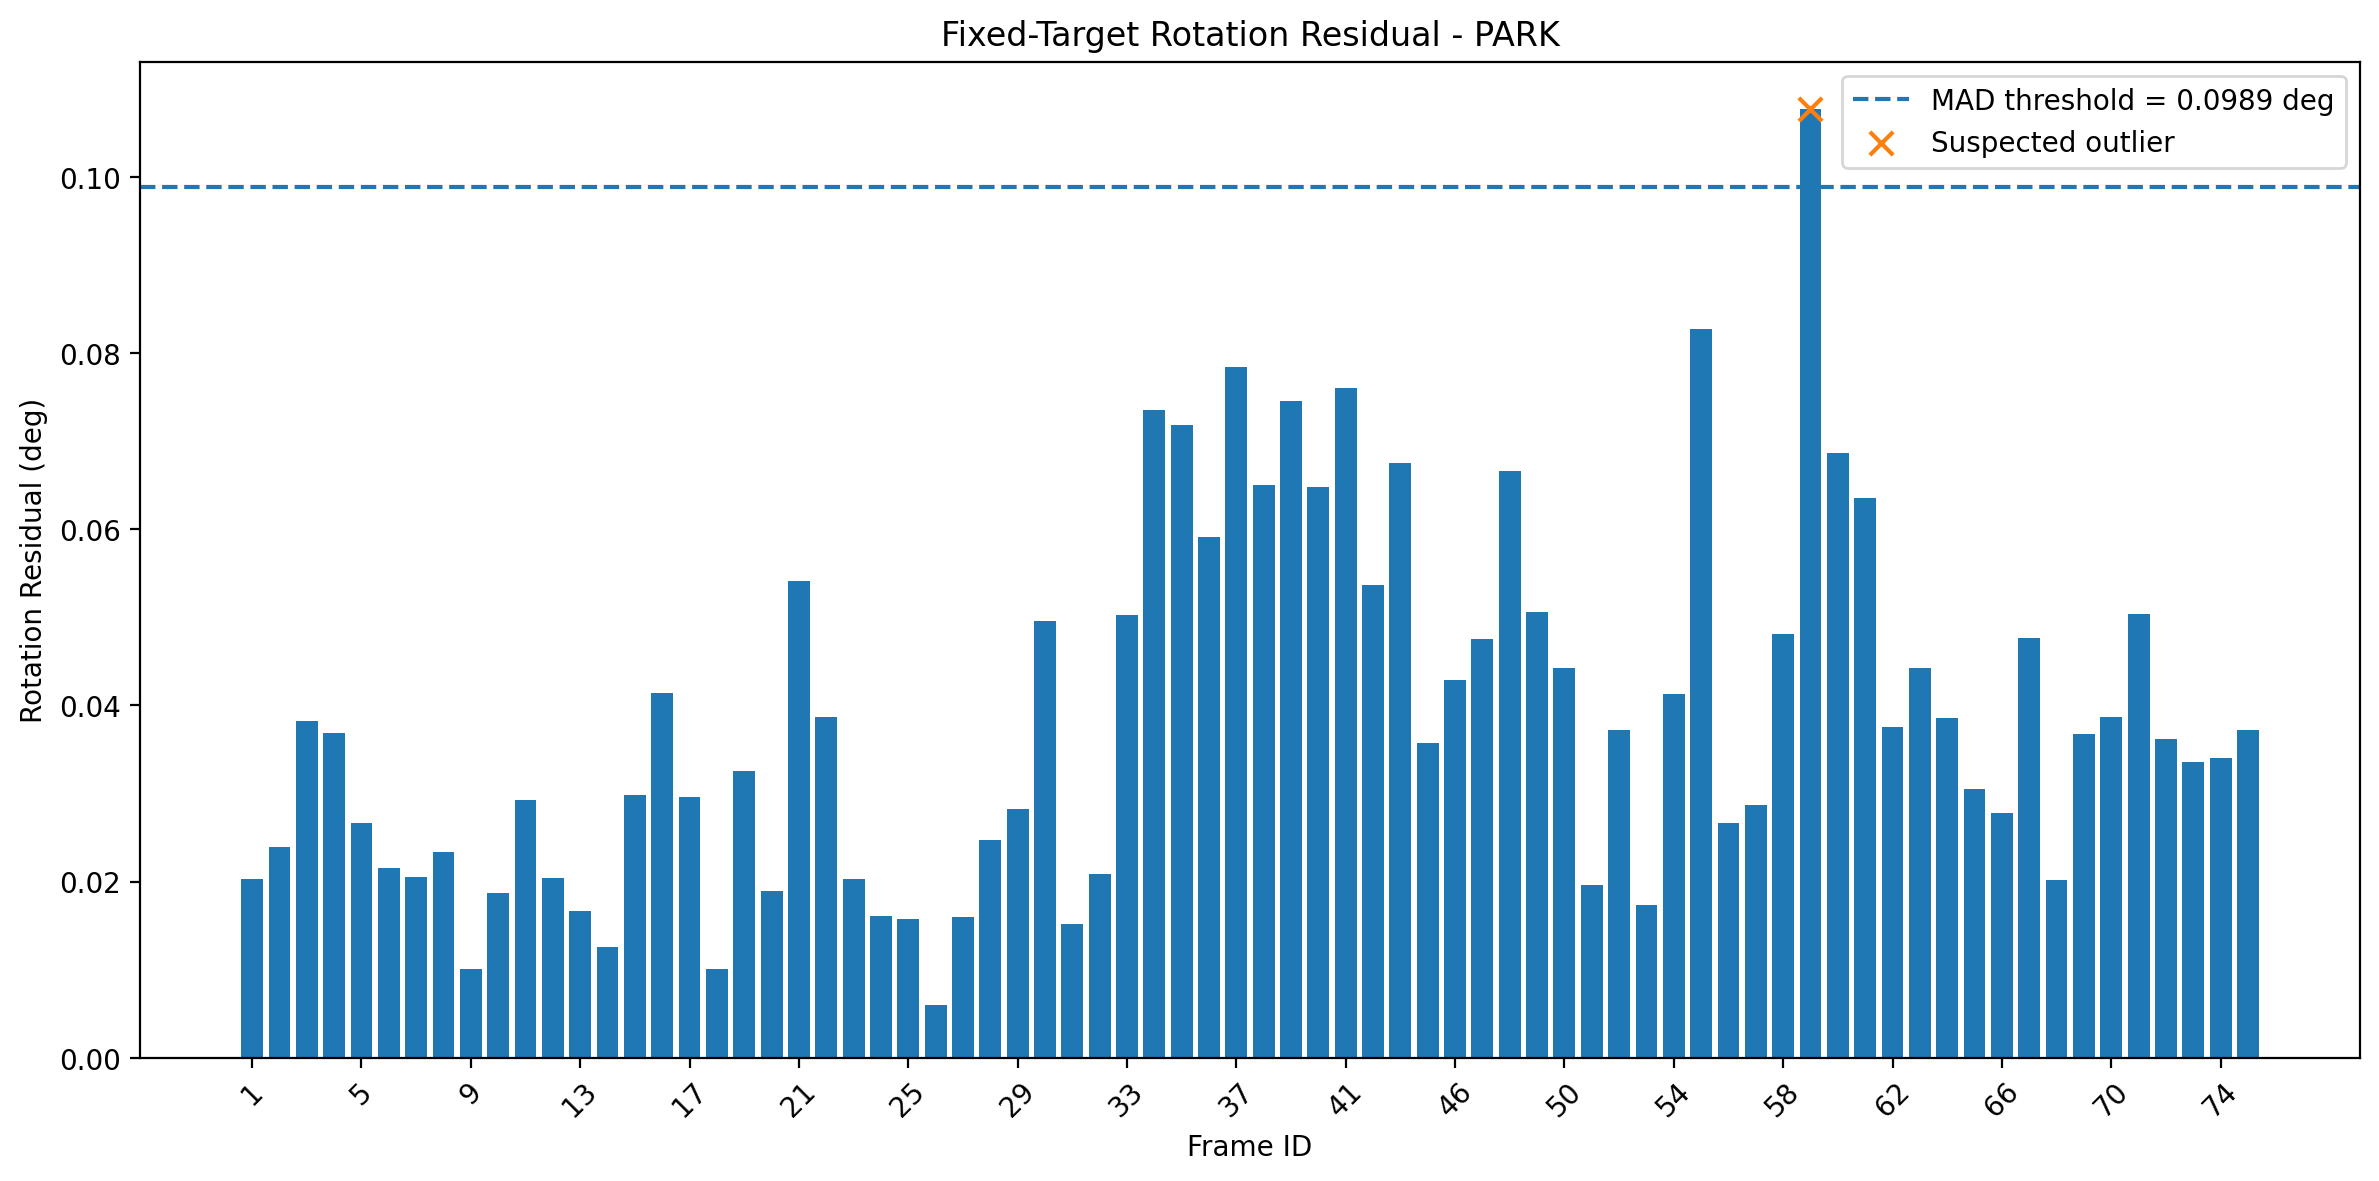 Fixed-Target Rotation Residual - PARK
MAD threshold = 0.0989 deg
Suspected outlier
Rotation Residual (deg)
0.10
0.08
0.06
0.04
0.02
0.00
1 5 9 13 17 21 25 29 33 37 41 46 50 54 58 62 66 70 74
Frame ID